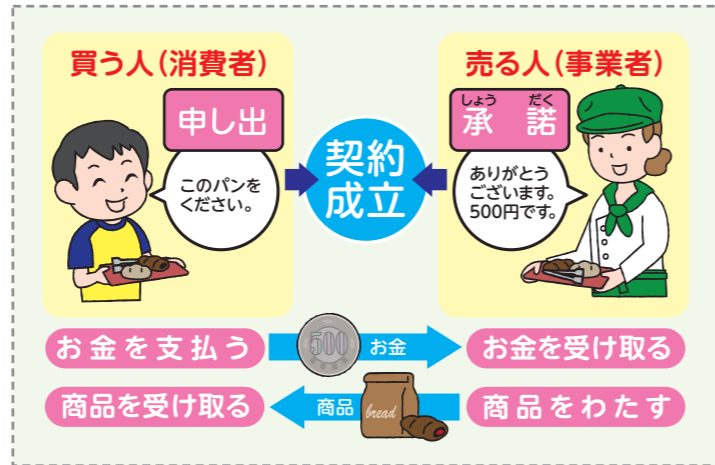 買う人(消費者)
売る人(事業者)
申し出
このパンを
ください。
契約
成立
しょう だく
承 諾
ありがとう
ございます。
500円です。
お金を支払う
500
お金
お金を受け取る
商品を受け取る
商品
bread
商品をわたす